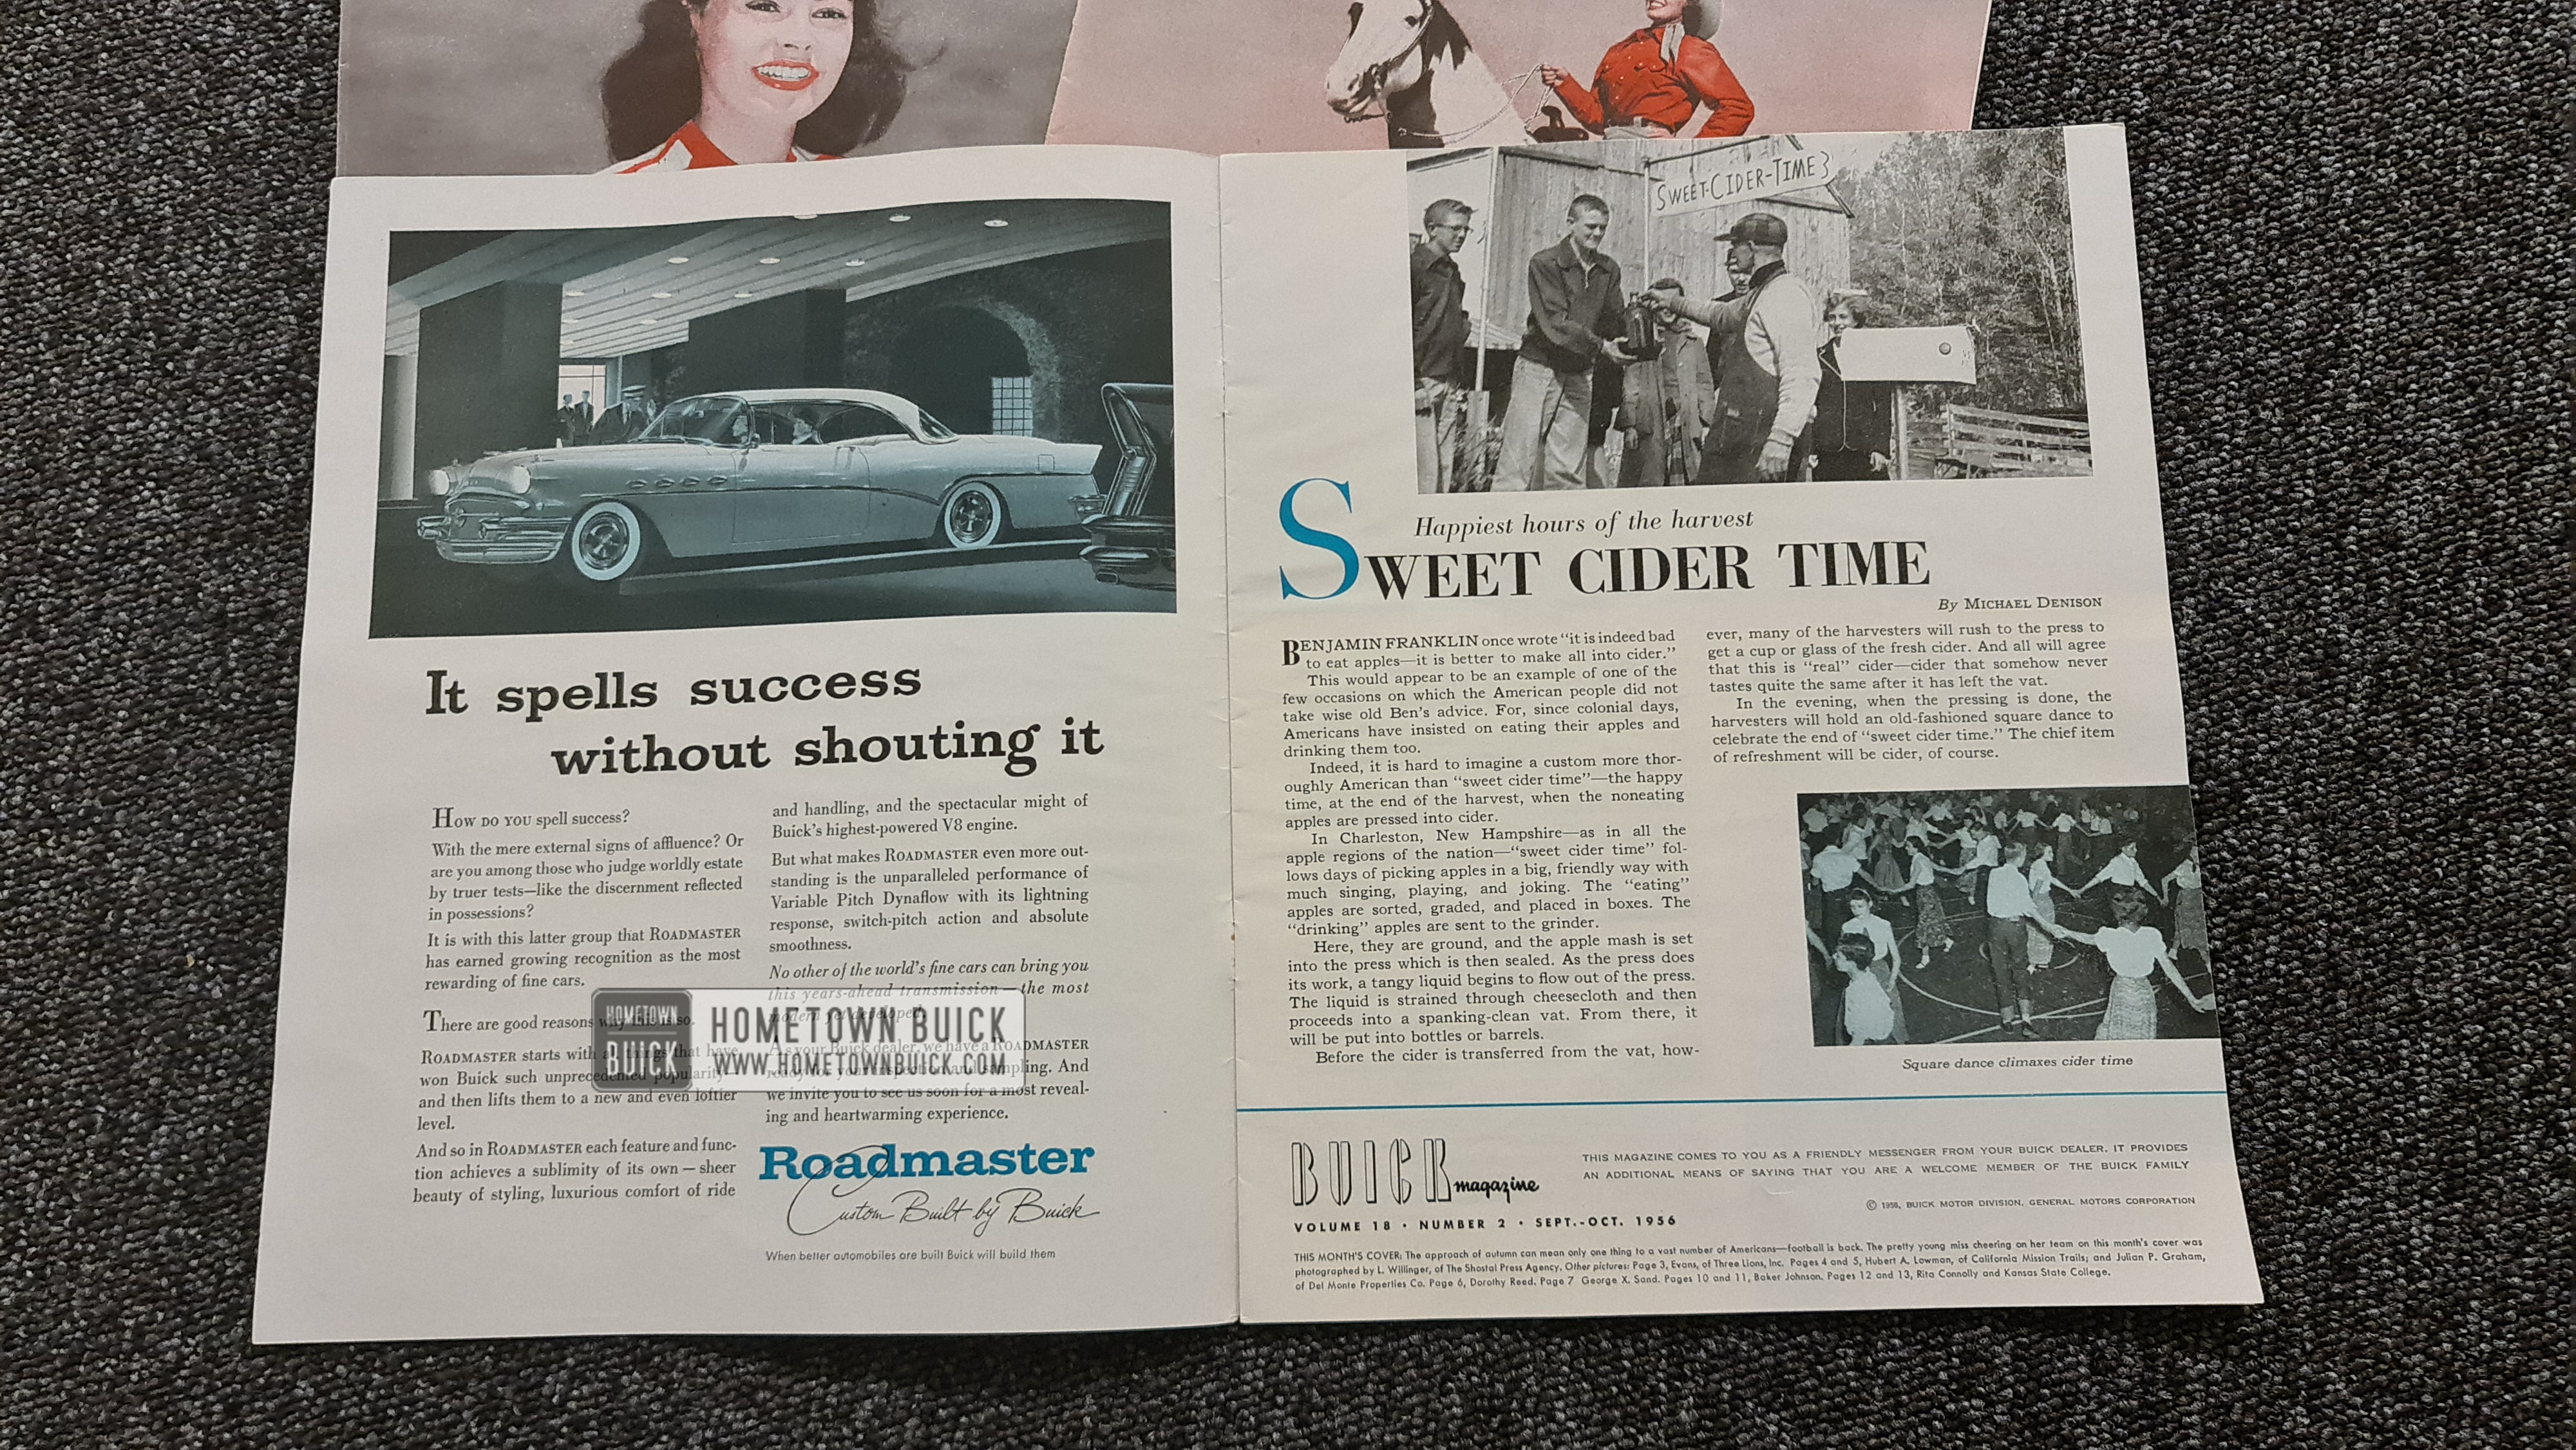 It spells success
without shouting it
HOW DO YOU spell success?
With the mere external signs of affluence? Or
are you among those who judge worldly estate
by truer tests—like the discernment reflected
in possessions?
It is with this latter group that ROADMASTER
has earned growing recognition as the most
rewarding of fine cars.
There are good reasons why this is so.
ROADMASTER starts with all things that have
won Buick such unprecedented popularity—
and then lifts them to a new and even loftier
level.
And so in ROADMASTER each feature and func-
tion achieves a sublimity of its own — sheer
beauty of styling, luxurious comfort of ride
and handling, and the spectacular might of
Buick's highest-powered V8 engine.
But what makes ROADMASTER even more out-
standing is the unparalleled performance of
Variable Pitch Dynaflow with its lightning
response, switch-pitch action and absolute
smoothness.
No other of the world's fine cars can bring you
this years-ahead transmission — the most
modern yet developed.
As your Buick dealer, we have a ROADMASTER
ready for your inspection and sampling. And
we invite you to see us soon for a most reveal-
ing and heartwarming experience.
Roadmaster
Custom Built by Buick
When better automobiles are built Buick will build them
HOMETOWN
BUICK
HOMETOWN BUICK
WWW.HOMETOWNBUICK.COM
SWEET-CIDER-TIME
Happiest hours of the harvest
SWEET CIDER TIME
By MICHAEL DENISON
BENJAMIN FRANKLIN once wrote "it is indeed bad
to eat apples—it is better to make all into cider."
This would appear to be an example of one of the
few occasions on which the American people did not
take wise old Ben's advice. For, since colonial days,
Americans have insisted on eating their apples and
drinking them too.
Indeed, it is hard to imagine a custom more thor-
oughly American than "sweet cider time"—the happy
time, at the end of the harvest, when the noneating
apples are pressed into cider.
In Charleston, New Hampshire—as in all the
apple regions of the nation—"sweet cider time" fol-
lows days of picking apples in a big, friendly way with
much singing, playing, and joking. The "eating"
apples are sorted, graded, and placed in boxes. The
"drinking" apples are sent to the grinder.
Here, they are ground, and the apple mash is set
into the press which is then sealed. As the press does
its work, a tangy liquid begins to flow out of the press.
The liquid is strained through cheesecloth and then
proceeds into a spanking-clean vat. From there, it
will be put into bottles or barrels.
Before the cider is transferred from the vat, how-
ever, many of the harvesters will rush to the press to
get a cup or glass of the fresh cider. And all will agree
that this is "real" cider—cider that somehow never
tastes quite the same after it has left the vat.
In the evening, when the pressing is done, the
harvesters will hold an old-fashioned square dance to
celebrate the end of "sweet cider time." The chief item
of refreshment will be cider, of course.
Square dance climaxes cider time
BUICK magazine
THIS MAGAZINE COMES TO YOU AS A FRIENDLY MESSENGER FROM YOUR BUICK DEALER. IT PROVIDES
AN ADDITIONAL MEANS OF SAYING THAT YOU ARE A WELCOME MEMBER OF THE BUICK FAMILY
© 1956, BUICK MOTOR DIVISION, GENERAL MOTORS CORPORATION
VOLUME 18 • NUMBER 2 • SEPT.-OCT. 1956
THIS MONTH'S COVER: The approach of autumn can mean only one thing to a vast number of Americans—football is back. The pretty young miss cheering on her team on this month's cover was
photographed by L. Willinger, of The Shostal Press Agency. Other pictures: Page 3, Evans, of Three Lions, Inc. Pages 4 and 5, Hubert A. Lowman, of California Mission Trails; and Julian P. Graham,
of Del Monte Properties Co. Page 6, Dorothy Reed. Page 7 George X. Sand. Pages 10 and 11, Baker Johnson. Pages 12 and 13, Rita Connolly and Kansas State College.